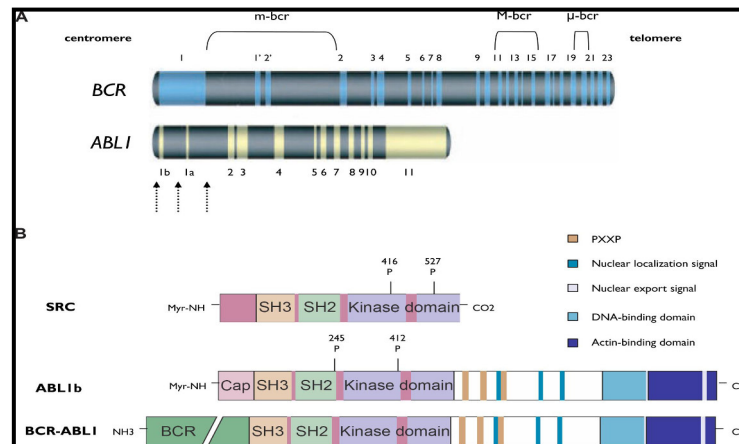 A
m-bcr M-bcr µ-bcr
centromere telomere
1 1' 2' 2 3 4 5 6 7 8 9 11 13 15 17 19 21 23
BCR
ABL1
1b 1a 2 3 4 5 6 7 8 9 10 11
B
PXXP
416 527
P P
Nuclear localization signal
SRC
Myr-NH SH3 SH2 Kinase domain CO2
Nuclear export signal
DNA-binding domain
245 412
P P
Actin-binding domain
ABL1b
Myr-NH Cap SH3 SH2 Kinase domain C
BCR-ABL1
NH3 BCR SH3 SH2 Kinase domain C